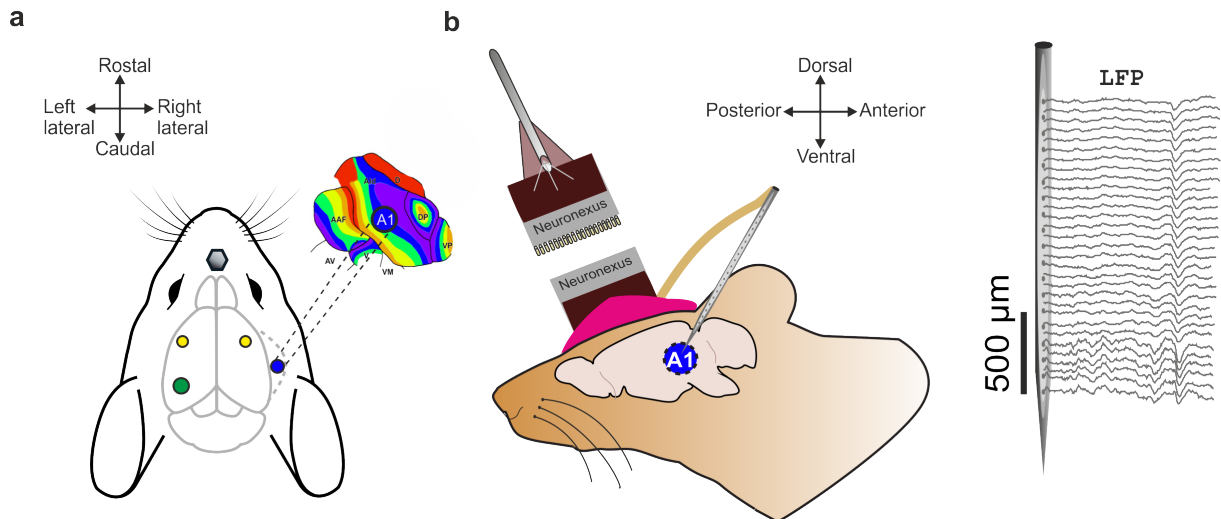 a
Rostal
Left
lateral
Right
lateral
Caudal
D
AAF
A1
DP
VP
AV
V
VM
b
Dorsal
Posterior
Anterior
Ventral
Neuronexus
Neuronexus
A1
LFP
500 µm